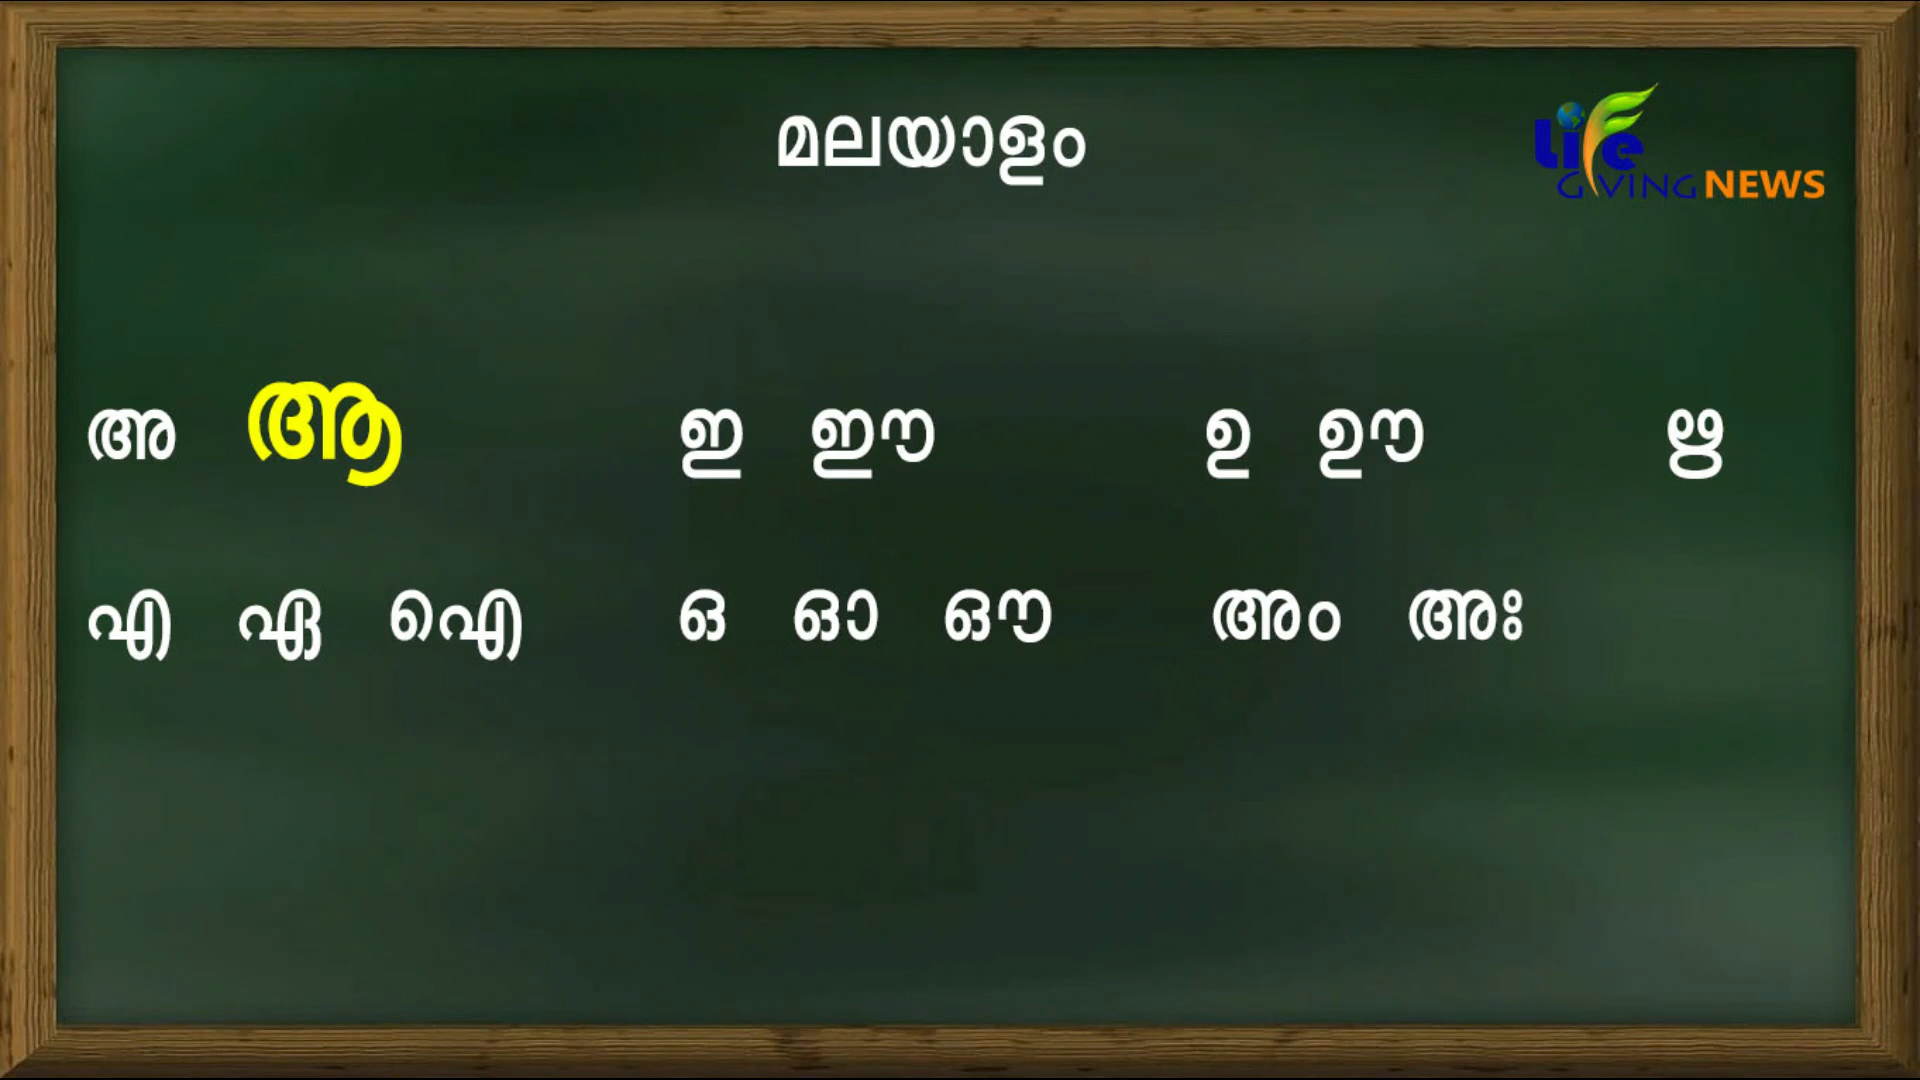 മലയാളം
Life
GIVING NEWS
അ ആ ഇ ഈ ഉ ഊ ഋ
എ ഏ ഐ ഒ ഓ ഔ അം അഃ